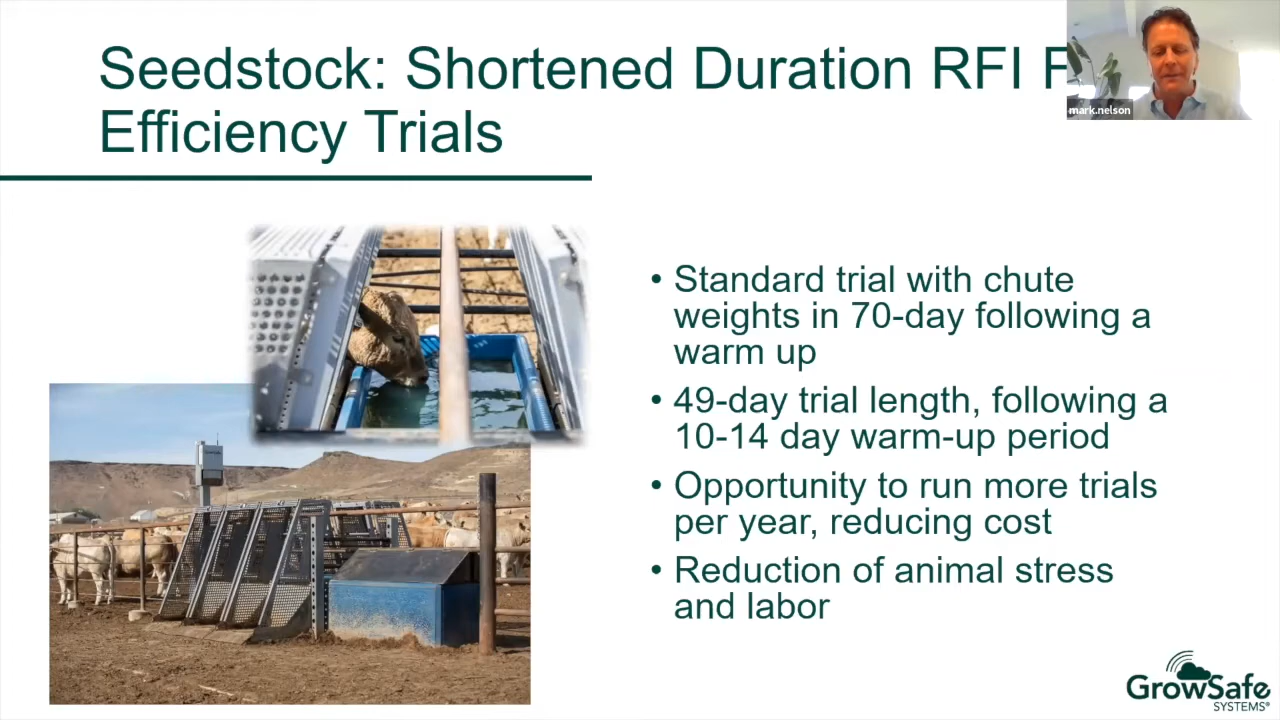 Seedstock: Shortened Duration RFI F
Efficiency Trials
mark.nelson
• Standard trial with chute
weights in 70-day following a
warm up
• 49-day trial length, following a
10-14 day warm-up period
• Opportunity to run more trials
per year, reducing cost
• Reduction of animal stress
and labor
GrowSafe
SYSTEMS®